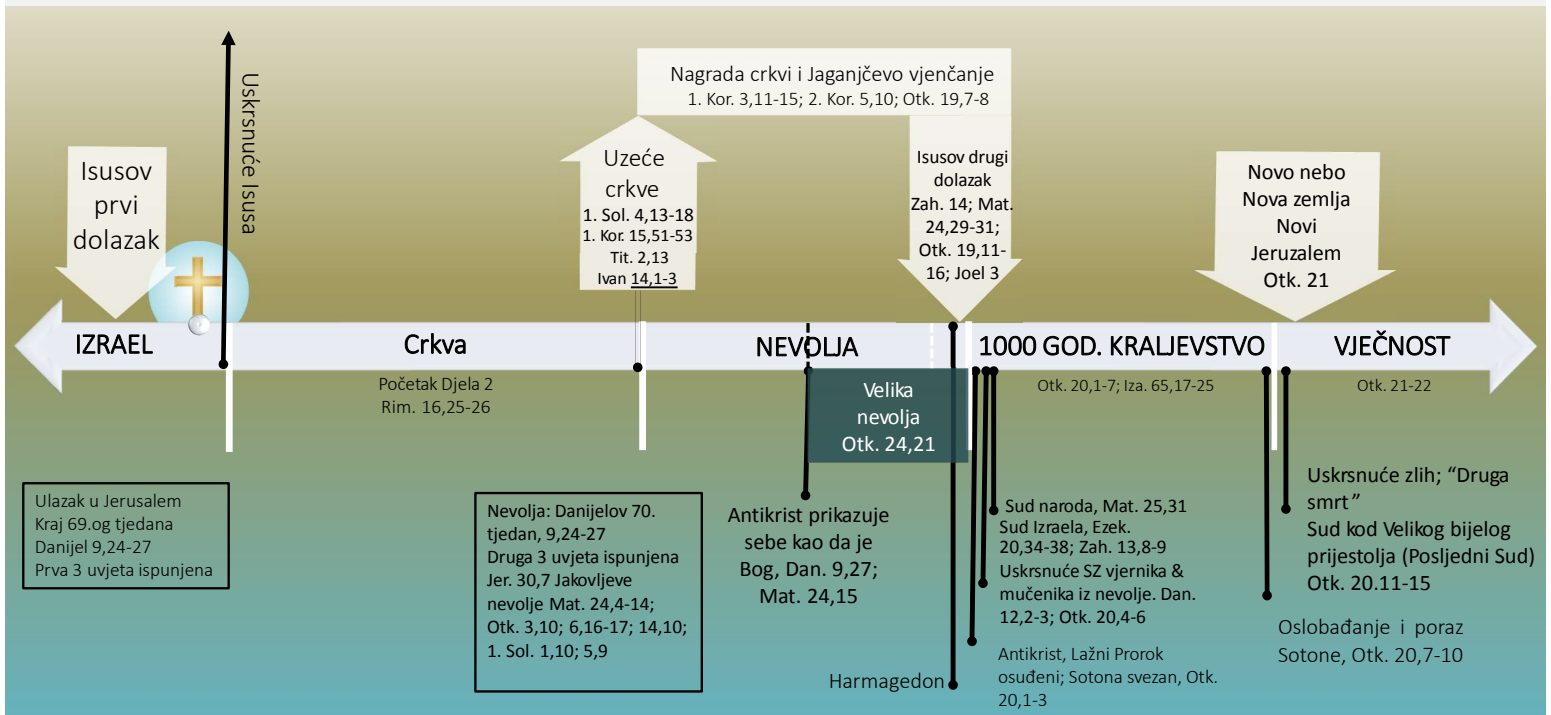 Uskrsnuće Isusa
Isusov
prvi
dolazak
Nagrada crkvi i Jaganjčevo vjenčanje
1. Kor. 3,11-15; 2. Kor. 5,10; Otk. 19,7-8
Uzeće
crkve
1. Sol. 4,13-18
1. Kor. 15,51-53
Tit. 2,13
Ivan 14,1-3
Isusov drugi
dolazak
Zah. 14; Mat.
24,29-31;
Otk. 19,11-
16; Joel 3
Novo nebo
Nova zemlja
Novi
Jeruzalem
Otk. 21
IZRAEL
Crkva
NEVOLJA
1000 GOD. KRALJEVSTVO
VJEČNOST
Početak Djela 2
Rim. 16,25-26
Velika
nevolja
Otk. 24,21
Otk. 20,1-7; Iza. 65,17-25
Otk. 21-22
Ulazak u Jerusalem
Kraj 69.og tjedana
Danijel 9,24-27
Prva 3 uvjeta ispunjena
Nevolja: Danijelov 70.
tjedan, 9,24-27
Druga 3 uvjeta ispunjena
Jer. 30,7 Jakovljeve
nevolje Mat. 24,4-14;
Otk. 3,10; 6,16-17; 14,10;
1. Sol. 1,10; 5,9
Antikrist prikazuje
sebe kao da je
Bog, Dan. 9,27;
Mat. 24,15
Harmagedon
Sud naroda, Mat. 25,31
Sud Izraela, Ezek.
20,34-38; Zah. 13,8-9
Uskrsnuće SZ vjernika &
mučenika iz nevolje. Dan.
12,2-3; Otk. 20,4-6
Antikrist, Lažni Prorok
osuđeni; Sotona svezan, Otk.
20,1-3
Uskrsnuće zlih; “Druga
smrt”
Sud kod Velikog bijelog
prijestolja (Posljedni Sud)
Otk. 20.11-15
Oslobađanje i poraz
Sotone, Otk. 20,7-10